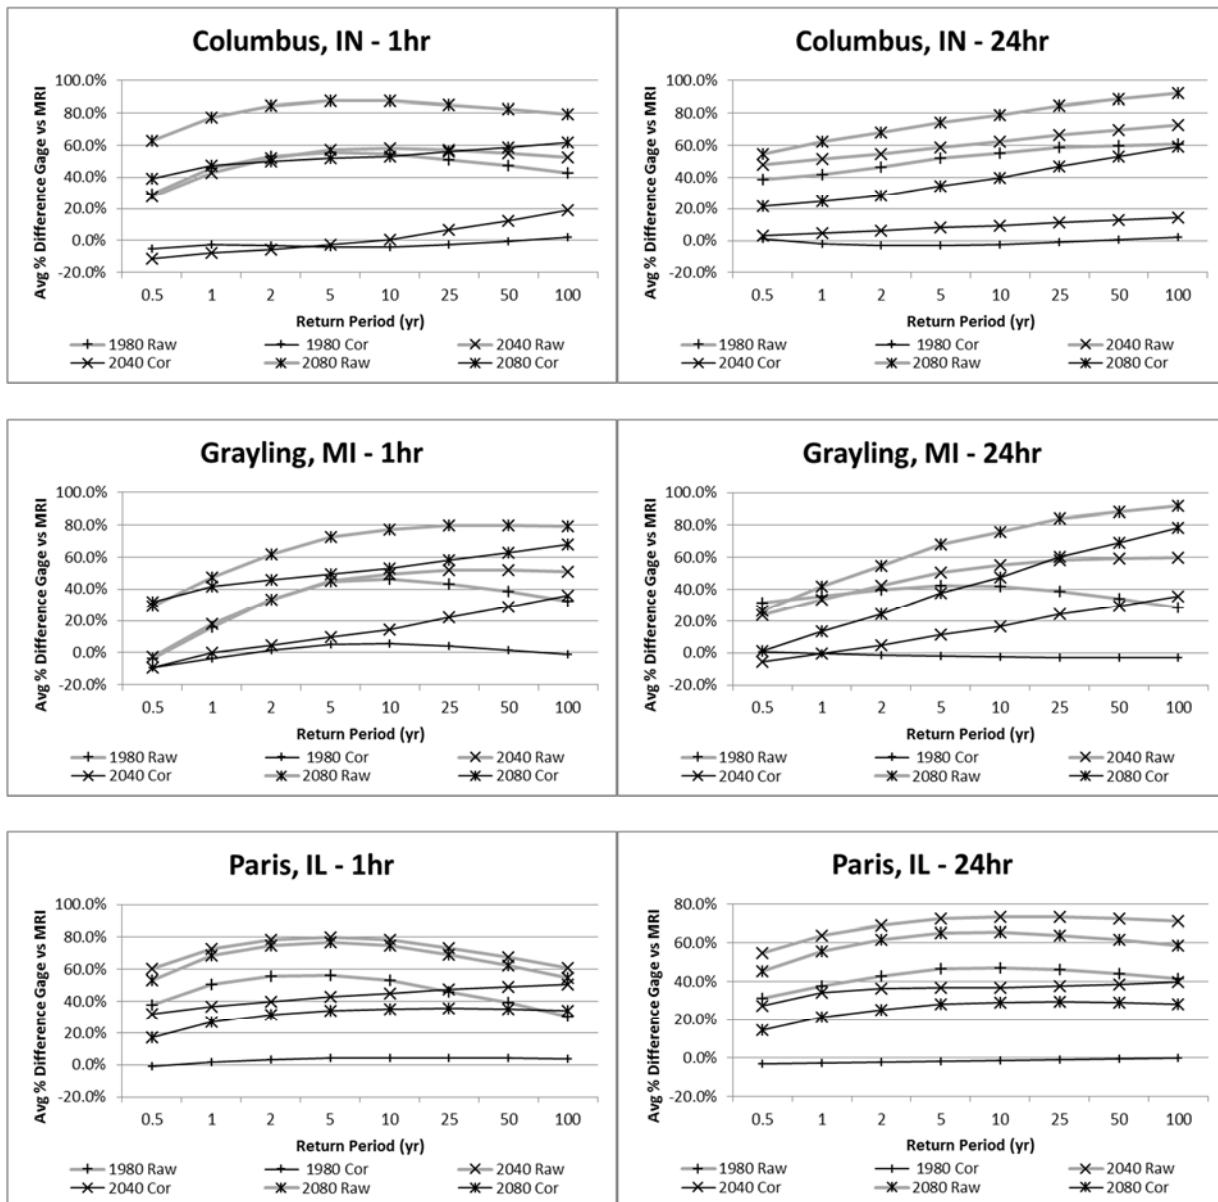 Columbus, IN - 1hr
Avg % Difference Gage vs MRI
100.0%
80.0%
60.0%
40.0%
20.0%
0.0%
-20.0%
0.5 1 2 5 10 25 50 100
Return Period (yr)
1980 Raw 1980 Cor 2040 Raw
2040 Cor 2080 Raw 2080 Cor
Columbus, IN - 24hr
Avg % Difference Gage vs MRI
100.0%
80.0%
60.0%
40.0%
20.0%
0.0%
-20.0%
0.5 1 2 5 10 25 50 100
Return Period (yr)
1980 Raw 1980 Cor 2040 Raw
2040 Cor 2080 Raw 2080 Cor
Grayling, MI - 1hr
Avg % Difference Gage vs MRI
100.0%
80.0%
60.0%
40.0%
20.0%
0.0%
-20.0%
0.5 1 2 5 10 25 50 100
Return Period (yr)
1980 Raw 1980 Cor 2040 Raw
2040 Cor 2080 Raw 2080 Cor
Grayling, MI - 24hr
Avg % Difference Gage vs MRI
100.0%
80.0%
60.0%
40.0%
20.0%
0.0%
-20.0%
0.5 1 2 5 10 25 50 100
Return Period (yr)
1980 Raw 1980 Cor 2040 Raw
2040 Cor 2080 Raw 2080 Cor
Paris, IL - 1hr
Avg % Difference Gage vs MRI
100.0%
80.0%
60.0%
40.0%
20.0%
0.0%
-20.0%
0.5 1 2 5 10 25 50 100
Return Period (yr)
1980 Raw 1980 Cor 2040 Raw
2040 Cor 2080 Raw 2080 Cor
Paris, IL - 24hr
Avg % Difference Gage vs MRI
80.0%
60.0%
40.0%
20.0%
0.0%
-20.0%
0.5 1 2 5 10 25 50 100
Return Period (yr)
1980 Raw 1980 Cor 2040 Raw
2040 Cor 2080 Raw 2080 Cor